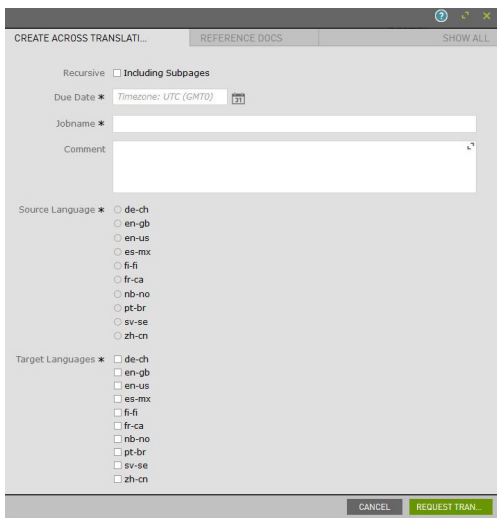 CREATE ACROSS TRANSLATI... REFERENCE DOCS SHOW ALL
Recursive Including Subpages
Due Date * Timezone: UTC (GMT0) 31
Jobname *
Comment
Source Language * de-ch
en-gb
en-us
es-mx
fi-fi
fr-ca
nb-no
pt-br
sv-se
zh-cn
Target Languages * de-ch
en-gb
en-us
es-mx
fi-fi
fr-ca
nb-no
pt-br
sv-se
zh-cn
CANCEL REQUEST TRAN...